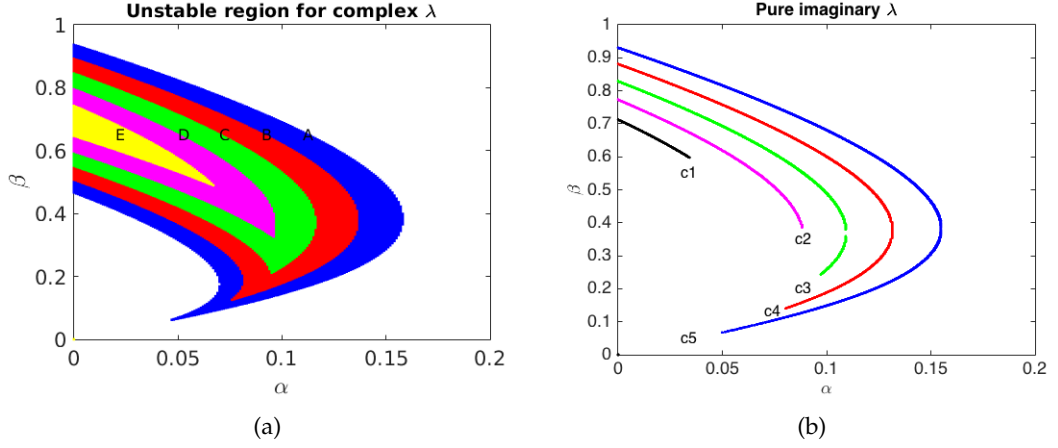 Unstable region for complex λ
1
0.8
0.6
0.4
0.2
0
E D C B A
β
0 0.05 0.1 0.15 0.2
α
(a)
Pure imaginary λ
1
0.9
0.8
0.7
0.6
0.5
0.4
0.3
0.2
0.1
0
c1
c2
c3
c4
c5
β
0 0.05 0.1 0.15 0.2
α
(b)